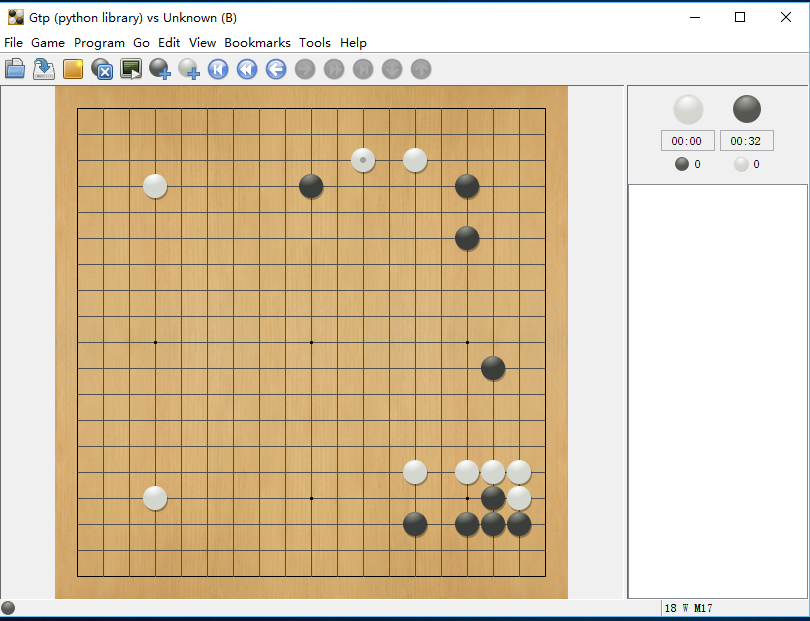 Gtp (python library) vs Unknown (B)
File Game Program Go Edit View Bookmarks Tools Help
00:00 00:32
0 0
18 W M17